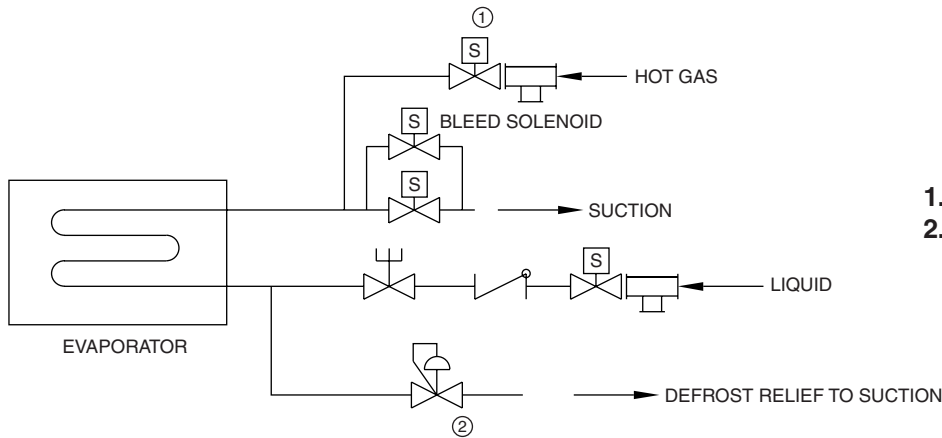 ①
S
HOT GAS
S
BLEED SOLENOID
S
SUCTION
1.
2.
S
LIQUID
EVAPORATOR
DEFROST RELIEF TO SUCTION
②